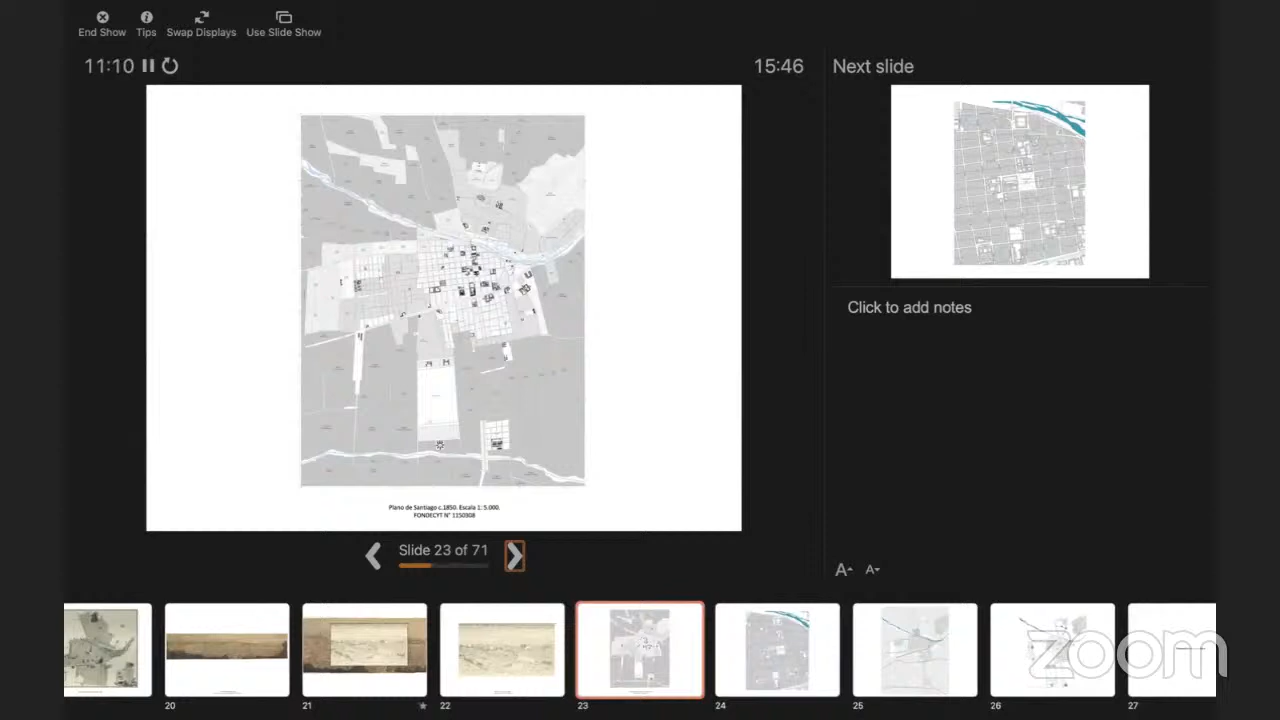 End Show Tips Swap Displays Use Slide Show
11:10
15:46
Next slide
Plano de Santiago c.1850. Escala 1: 5.000.
FONDECYT N° 1150308
Click to add notes
Slide 23 of 71
A A
20 21 22 23 24 25 26 27
zoom